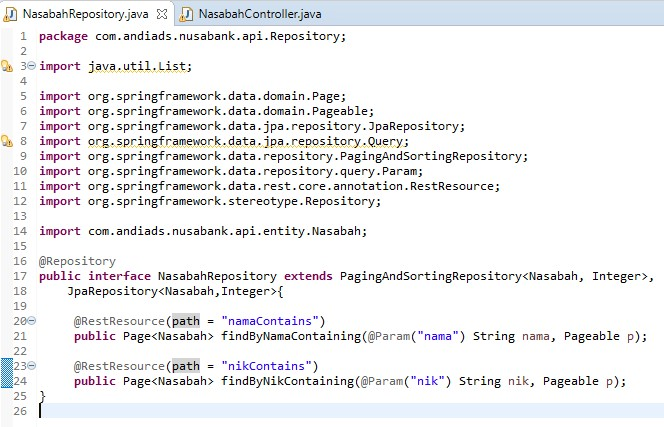 NasabahRepository.java NasabahController.java
1 package com.andiads.nusabank.api.Repository;
2
3 import java.util.List;
4
5 import org.springframework.data.domain.Page;
6 import org.springframework.data.domain.Pageable;
7 import org.springframework.data.jpa.repository.JpaRepository;
8 import org.springframework.data.jpa.repository.Query;
9 import org.springframework.data.repository.PagingAndSortingRepository;
10 import org.springframework.data.repository.query.Param;
11 import org.springframework.data.rest.core.annotation.RestResource;
12 import org.springframework.stereotype.Repository;
13
14 import com.andiads.nusabank.api.entity.Nasabah;
15
16 @Repository
17 public interface NasabahRepository extends PagingAndSortingRepository<Nasabah, Integer>,
18 JpaRepository<Nasabah,Integer>{
19
20 @RestResource(path = "namaContains")
21 public Page<Nasabah> findByNamaContaining(@Param("nama") String nama, Pageable p);
22
23 @RestResource(path = "nikContains")
24 public Page<Nasabah> findByNikContaining(@Param("nik") String nik, Pageable p);
25 }
26